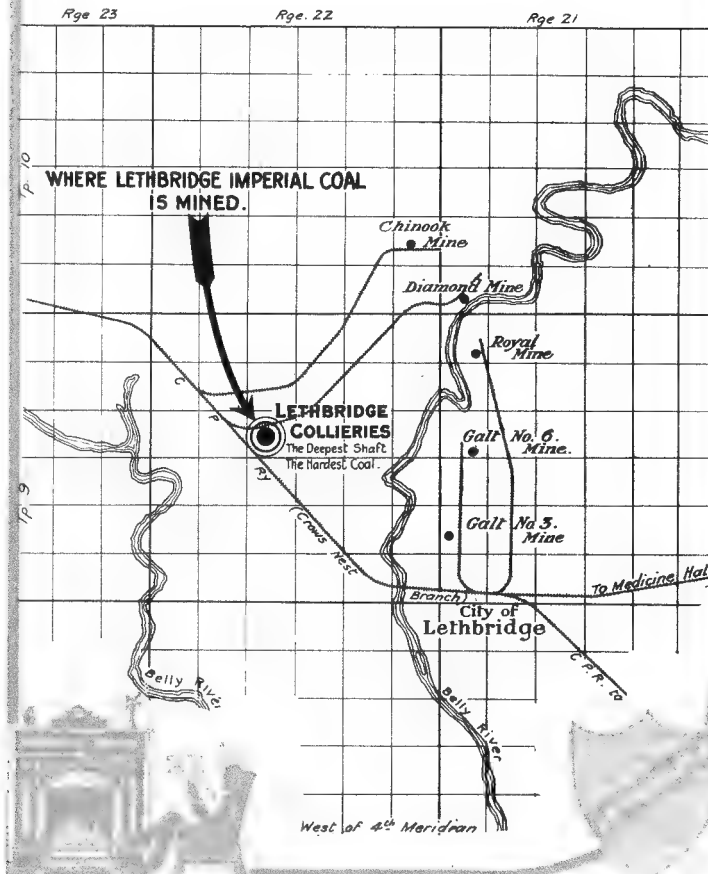 Rge 23
Rge. 22
Rge 21
Tp 10
WHERE LETHBRIDGE IMPERIAL COAL
IS MINED.
Chinook
Mine
Diamond Mine
Royal
Mine
C P RY
LETHBRIDGE
COLLIERIES
The Deepest Shaft
The Hardest Coal.
Galt No. 6.
Mine.
Tp 9
(Crows Nest
Galt No 3.
Mine
Branch)
To Medicine Hat
City of
Lethbridge
C.P.R. to
Belly River
Belly River
West of 4th Meridian